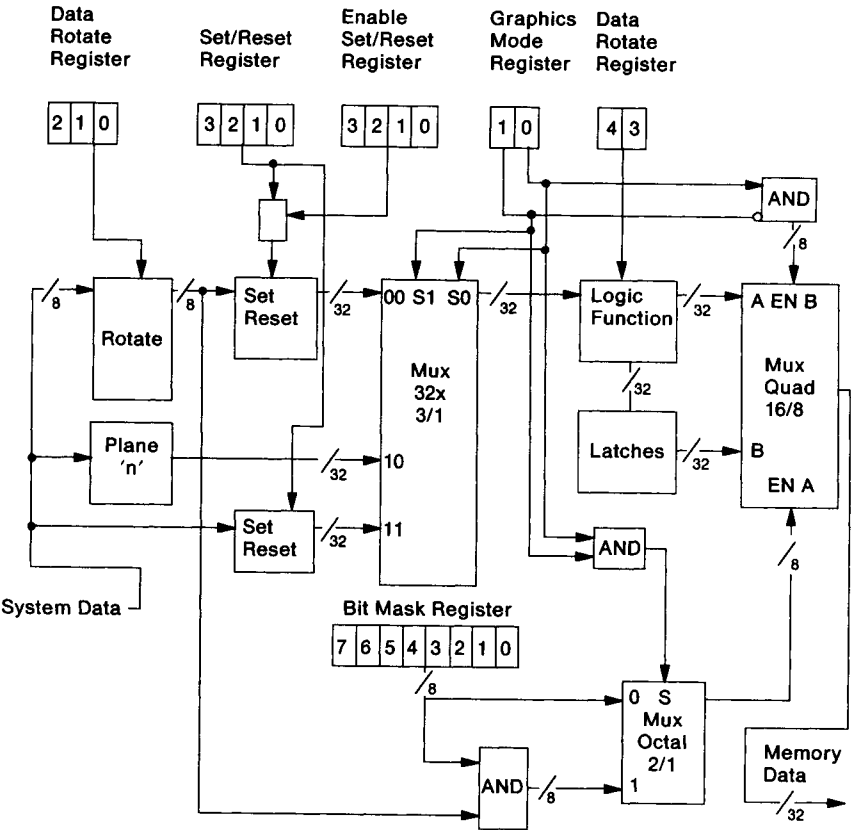 Data
Rotate
Register
Set/Reset
Register
Enable
Set/Reset
Register
Graphics
Mode
Register
Data
Rotate
Register
2 1 0
3 2 1 0
3 2 1 0
1 0
4 3
AND
8
8
Rotate
8
Set
Reset
32
00 S1 S0
Mux
32x
3/1
32
Logic
Function
32
A EN B
Mux
Quad
16/8
32
Plane
'n'
32
10
Latches
32
B
EN A
Set
Reset
32
11
AND
8
System Data
Bit Mask Register
7 6 5 4 3 2 1 0
8
0 S
Mux
Octal
2/1
1
AND
8
Memory
Data
32